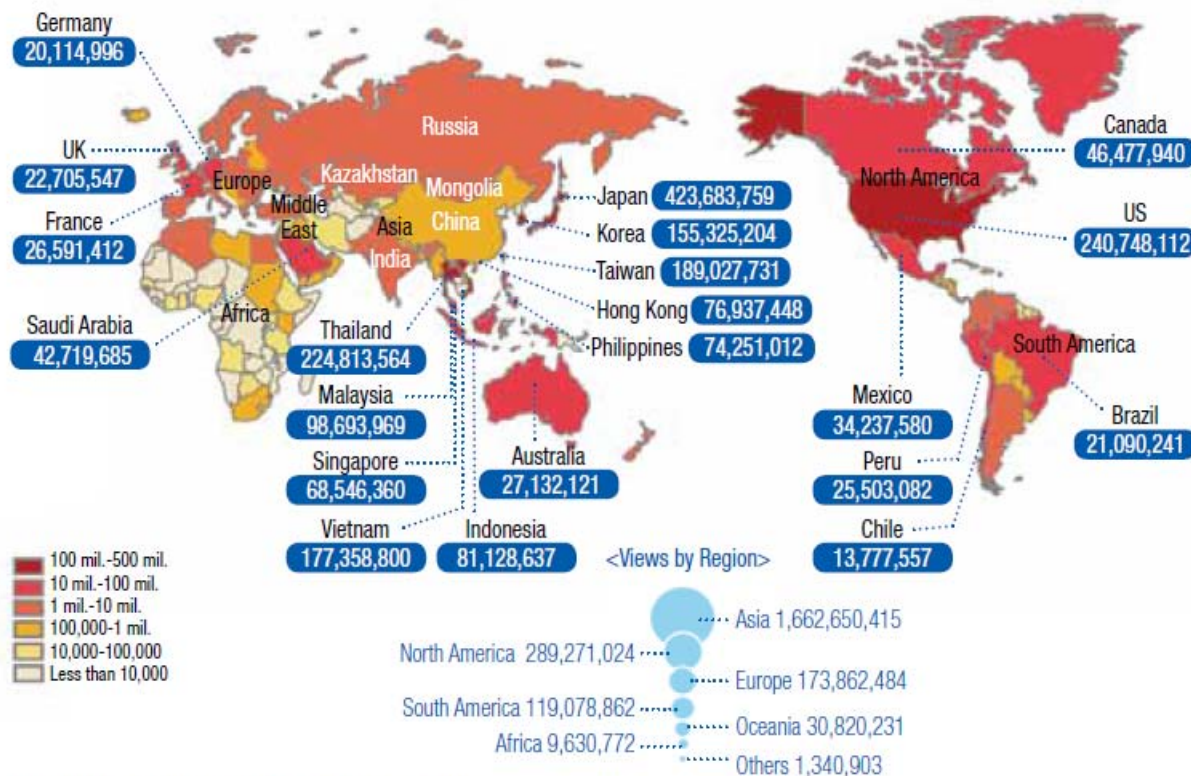 Germany
20,114,996
UK
22,705,547
France
26,591,412
Saudi Arabia
42,719,685
Europe
Middle
East
Africa
Russia
Kazakhstan
Mongolia
China
Asia
India
Japan 423,683,759
Korea 155,325,204
Taiwan 189,027,731
Hong Kong 76,937,448
Philippines 74,251,012
Thailand
224,813,564
Malaysia
98,693,969
Singapore
68,546,360
Vietnam
177,358,800
Indonesia
81,128,637
Australia
27,132,121
Canada
46,477,940
North America
US
240,748,112
South America
Mexico
34,237,580
Brazil
21,090,241
Peru
25,503,082
Chile
13,777,557
100 mil.-500 mil.
10 mil.-100 mil.
1 mil.-10 mil.
100,000-1 mil.
10,000-100,000
Less than 10,000
<Views by Region>
Asia 1,662,650,415
North America 289,271,024
Europe 173,862,484
South America 119,078,862
Oceania 30,820,231
Africa 9,630,772
Others 1,340,903